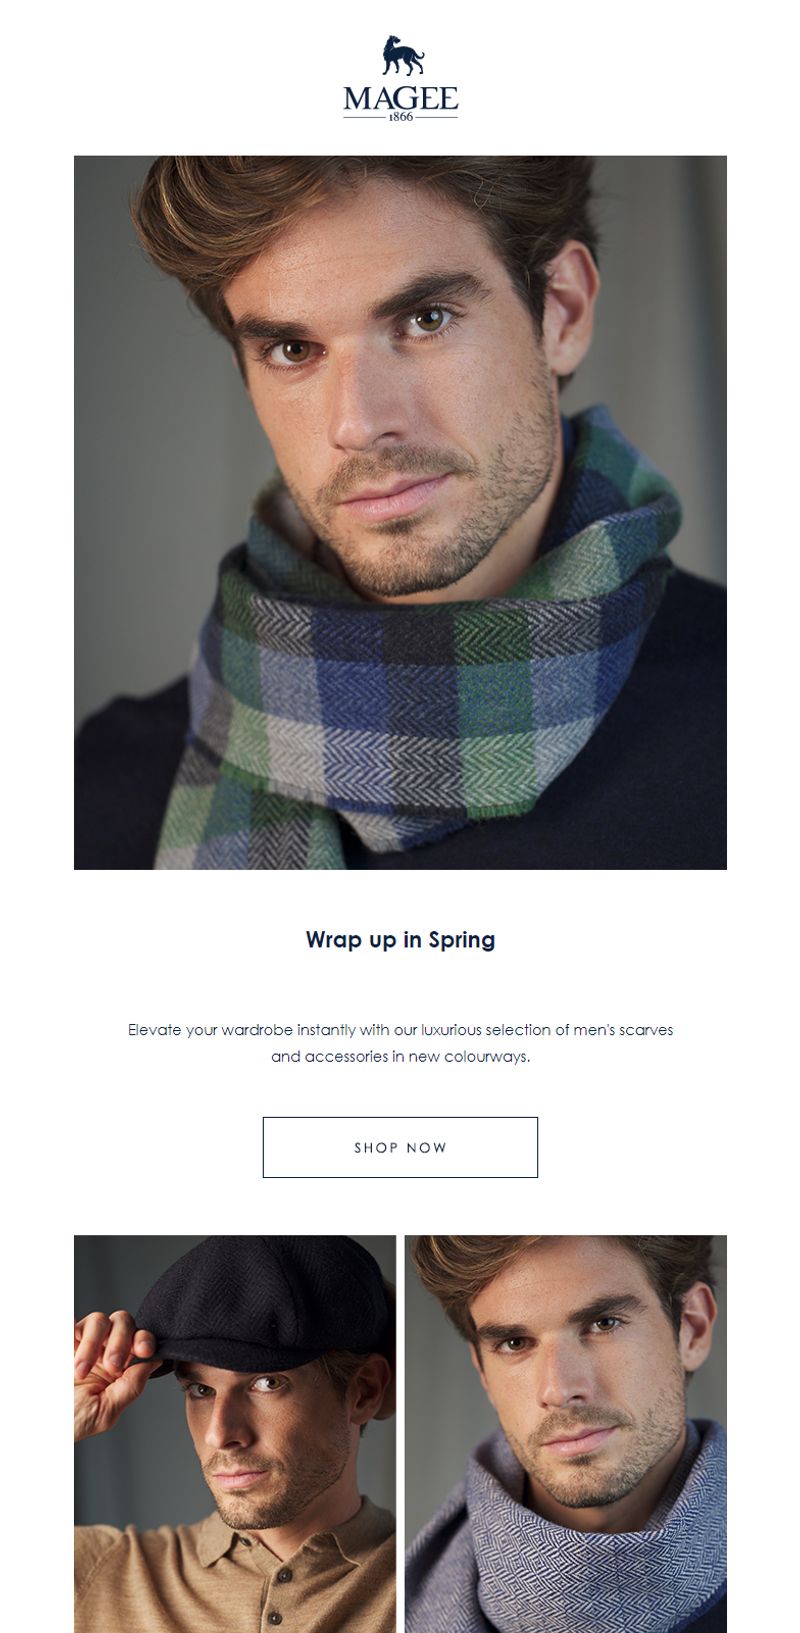 MAGEE
1866
Wrap up in Spring
Elevate your wardrobe instantly with our luxurious selection of men's scarves
and accessories in new colourways.
SHOP NOW